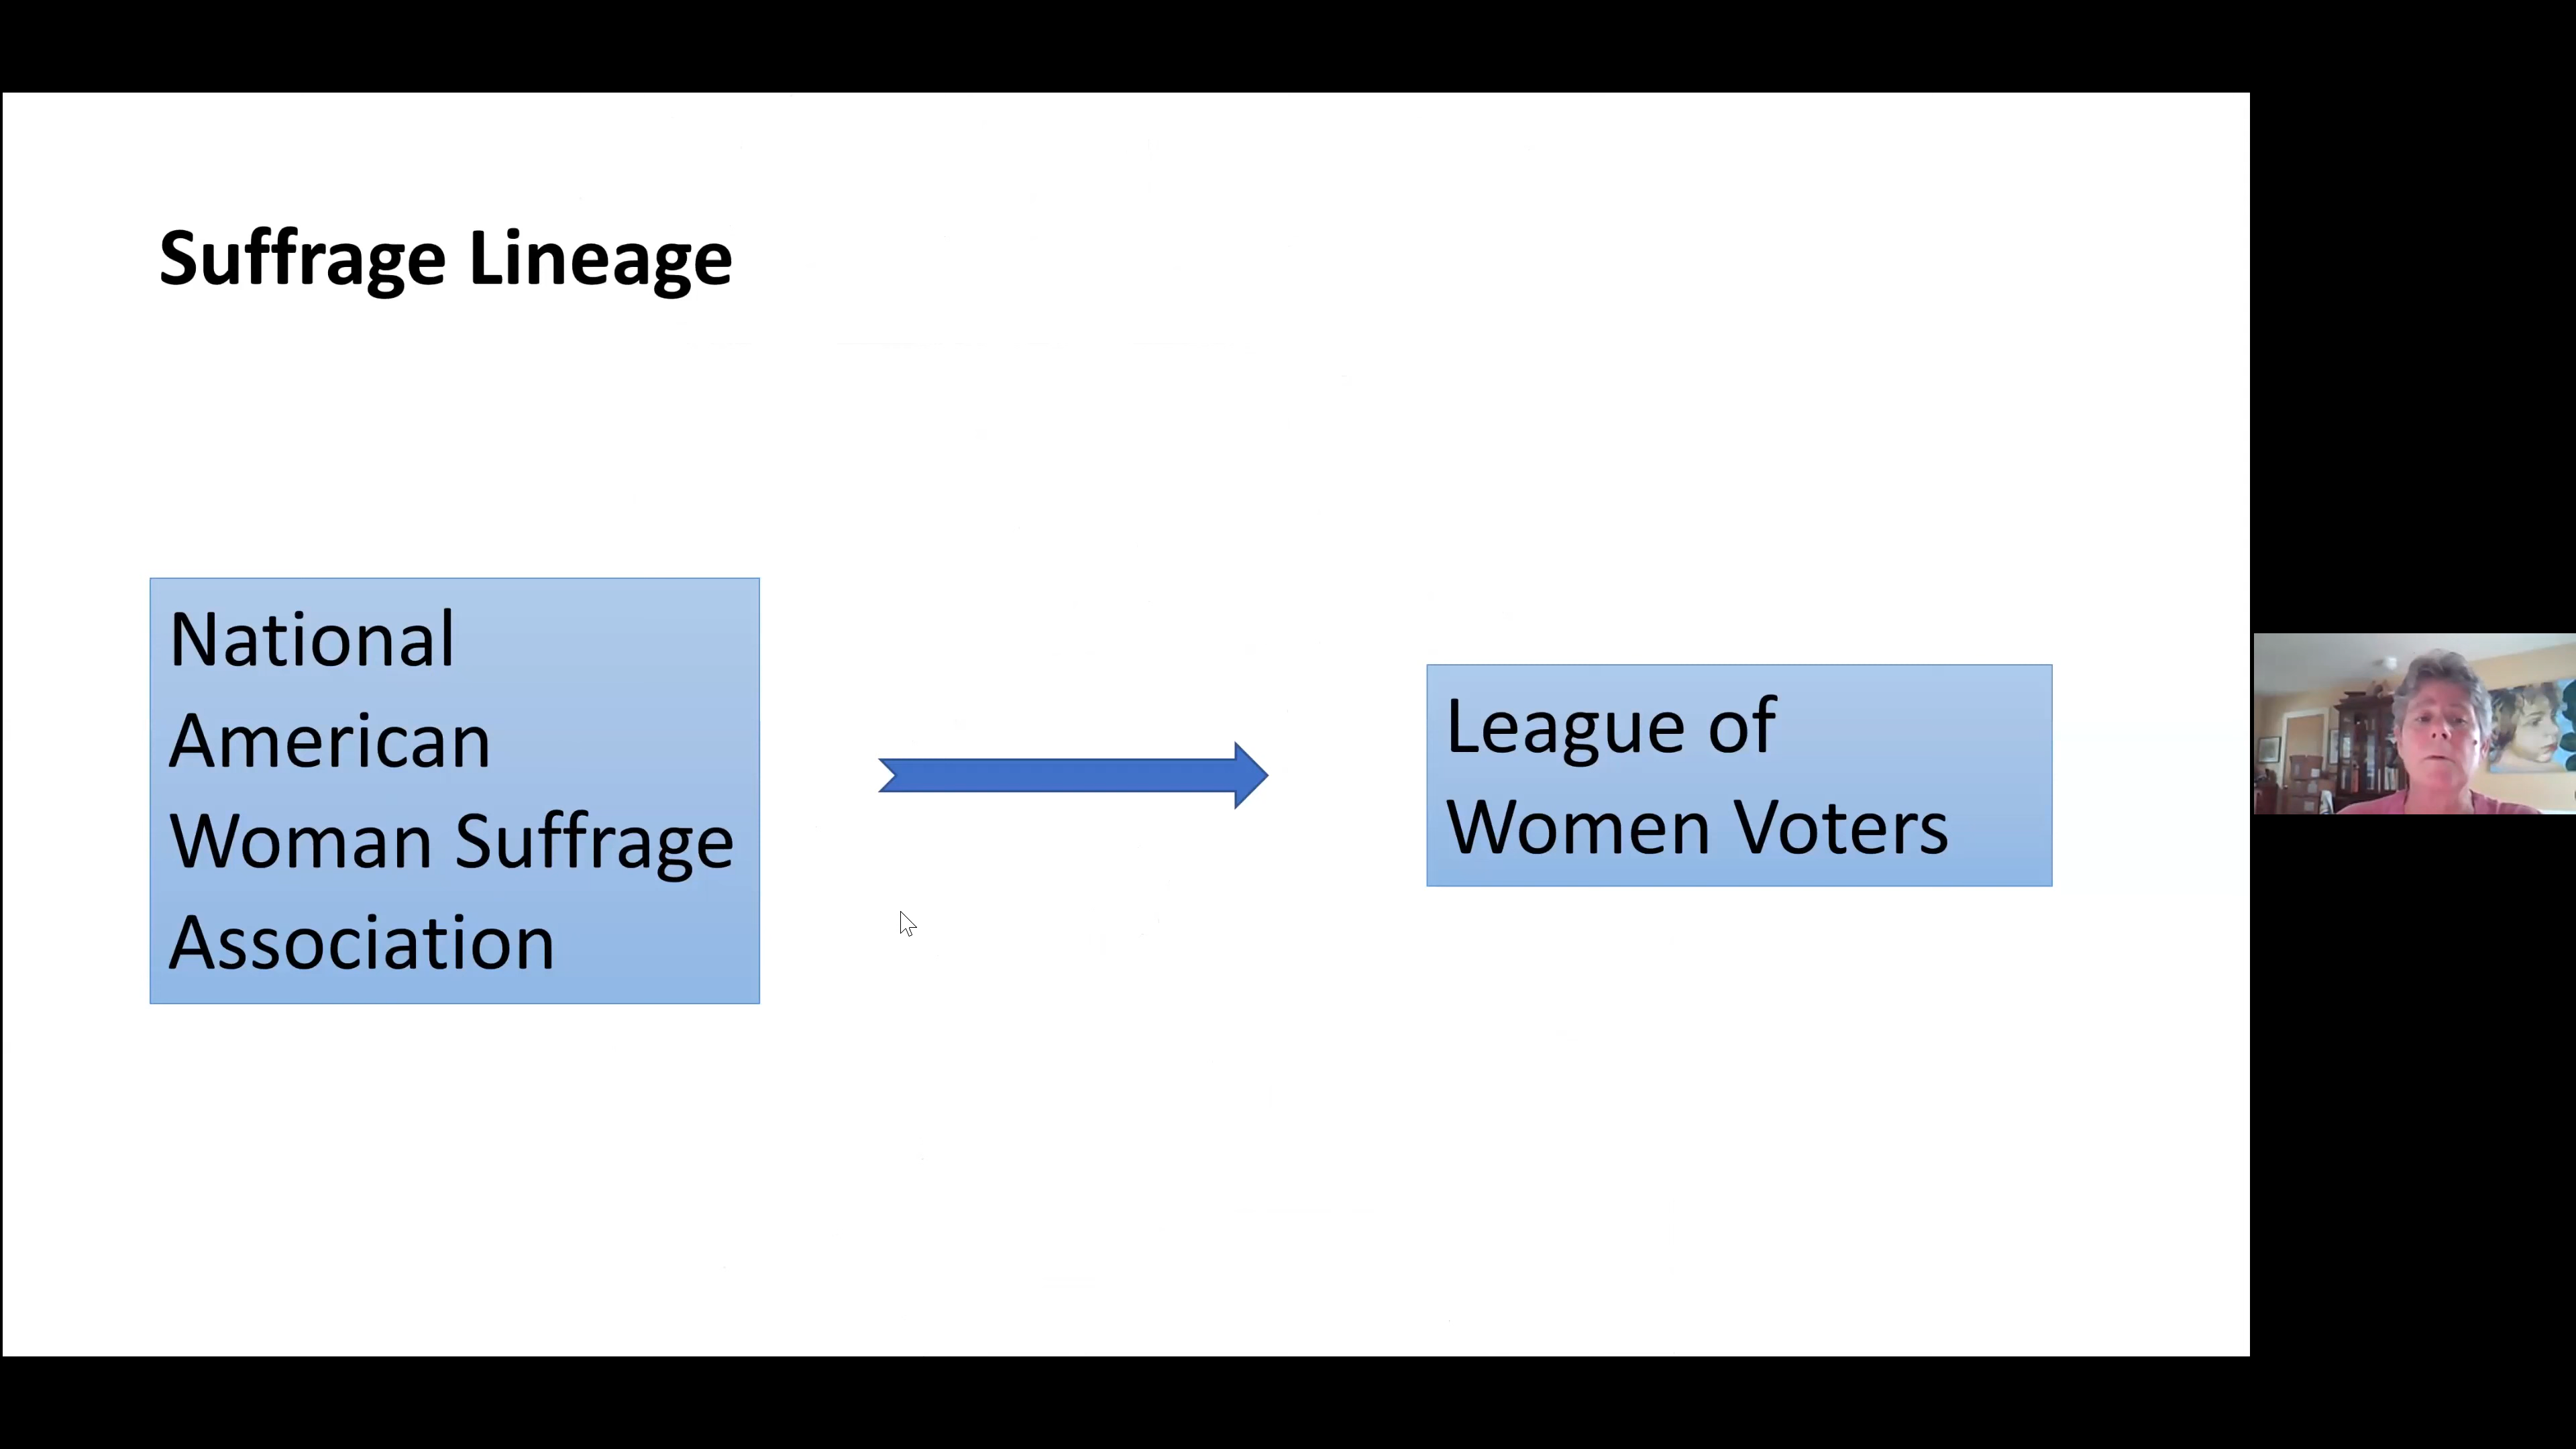 Suffrage Lineage
National
American
Woman Suffrage
Association
League of
Women Voters